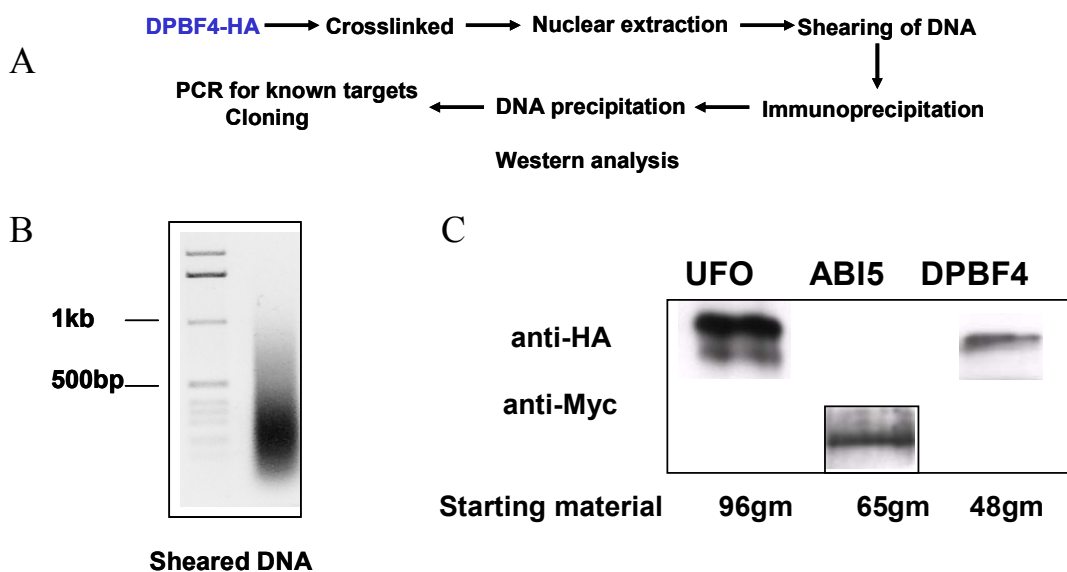 A
DPBF4-HA Crosslinked Nuclear extraction Shearing of DNA
PCR for known targets
Cloning
DNA precipitation Immunoprecipitation
Western analysis
B
1kb
500bp
Sheared DNA
C
UFO ABI5 DPBF4
anti-HA
anti-Myc
Starting material 96gm 65gm 48gm